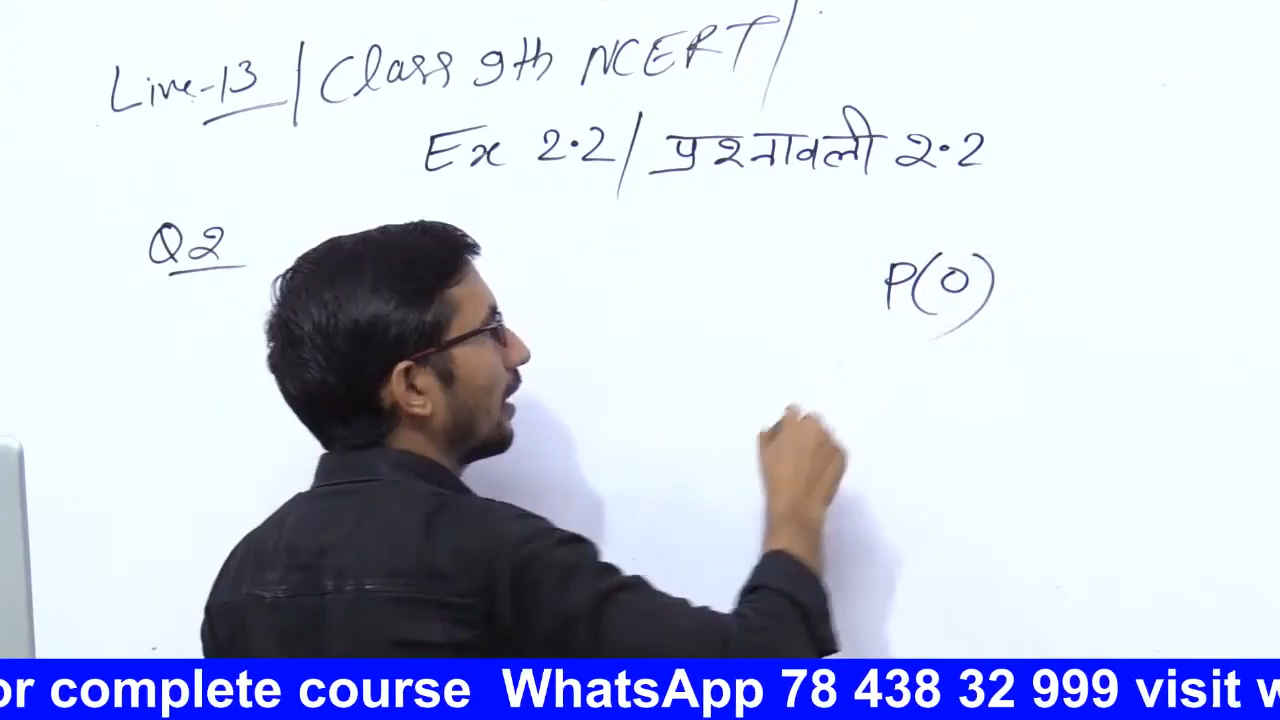 Live-13 / Class 9th NCERT /
Ex 2.2 / प्रश्नावली 2.2
Q2
P(0)
or complete course WhatsApp 78 438 32 999 visit w